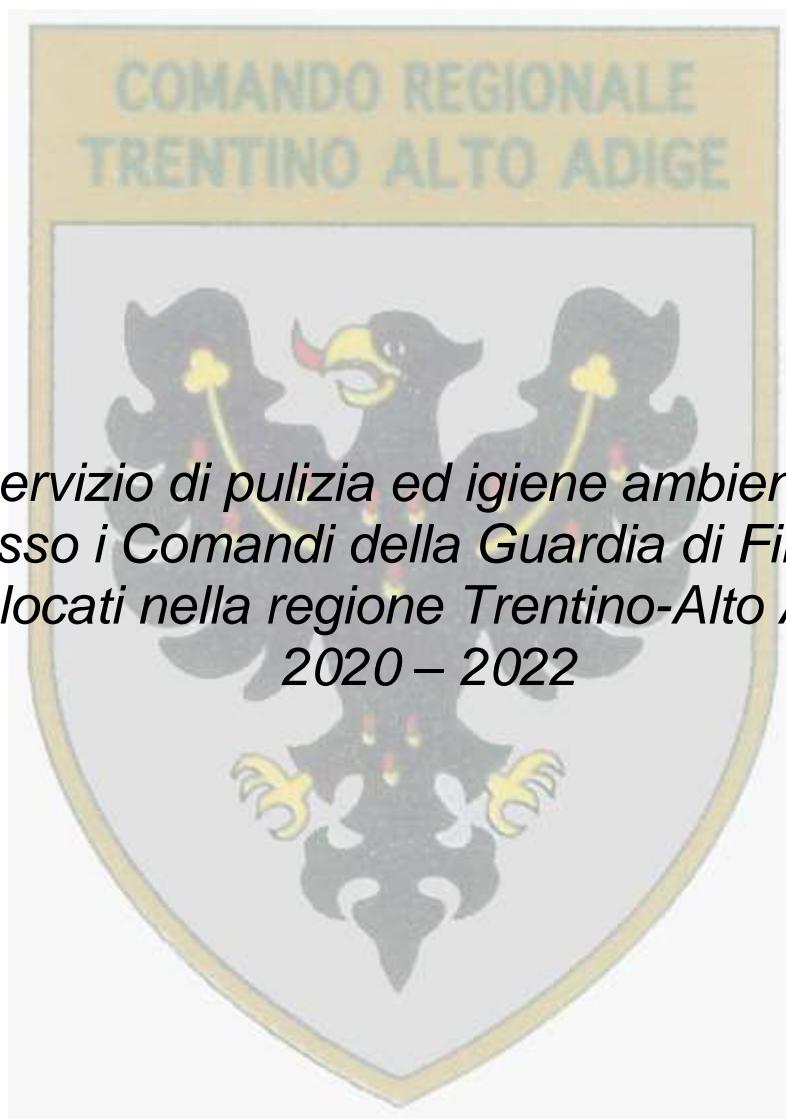 COMANDO REGIONALE
TRENTINO ALTO ADIGE
ervizio di pulizia ed igiene ambien
sso i Comandi della Guardia di Fi
locati nella regione Trentino-Alto
2020 – 2022